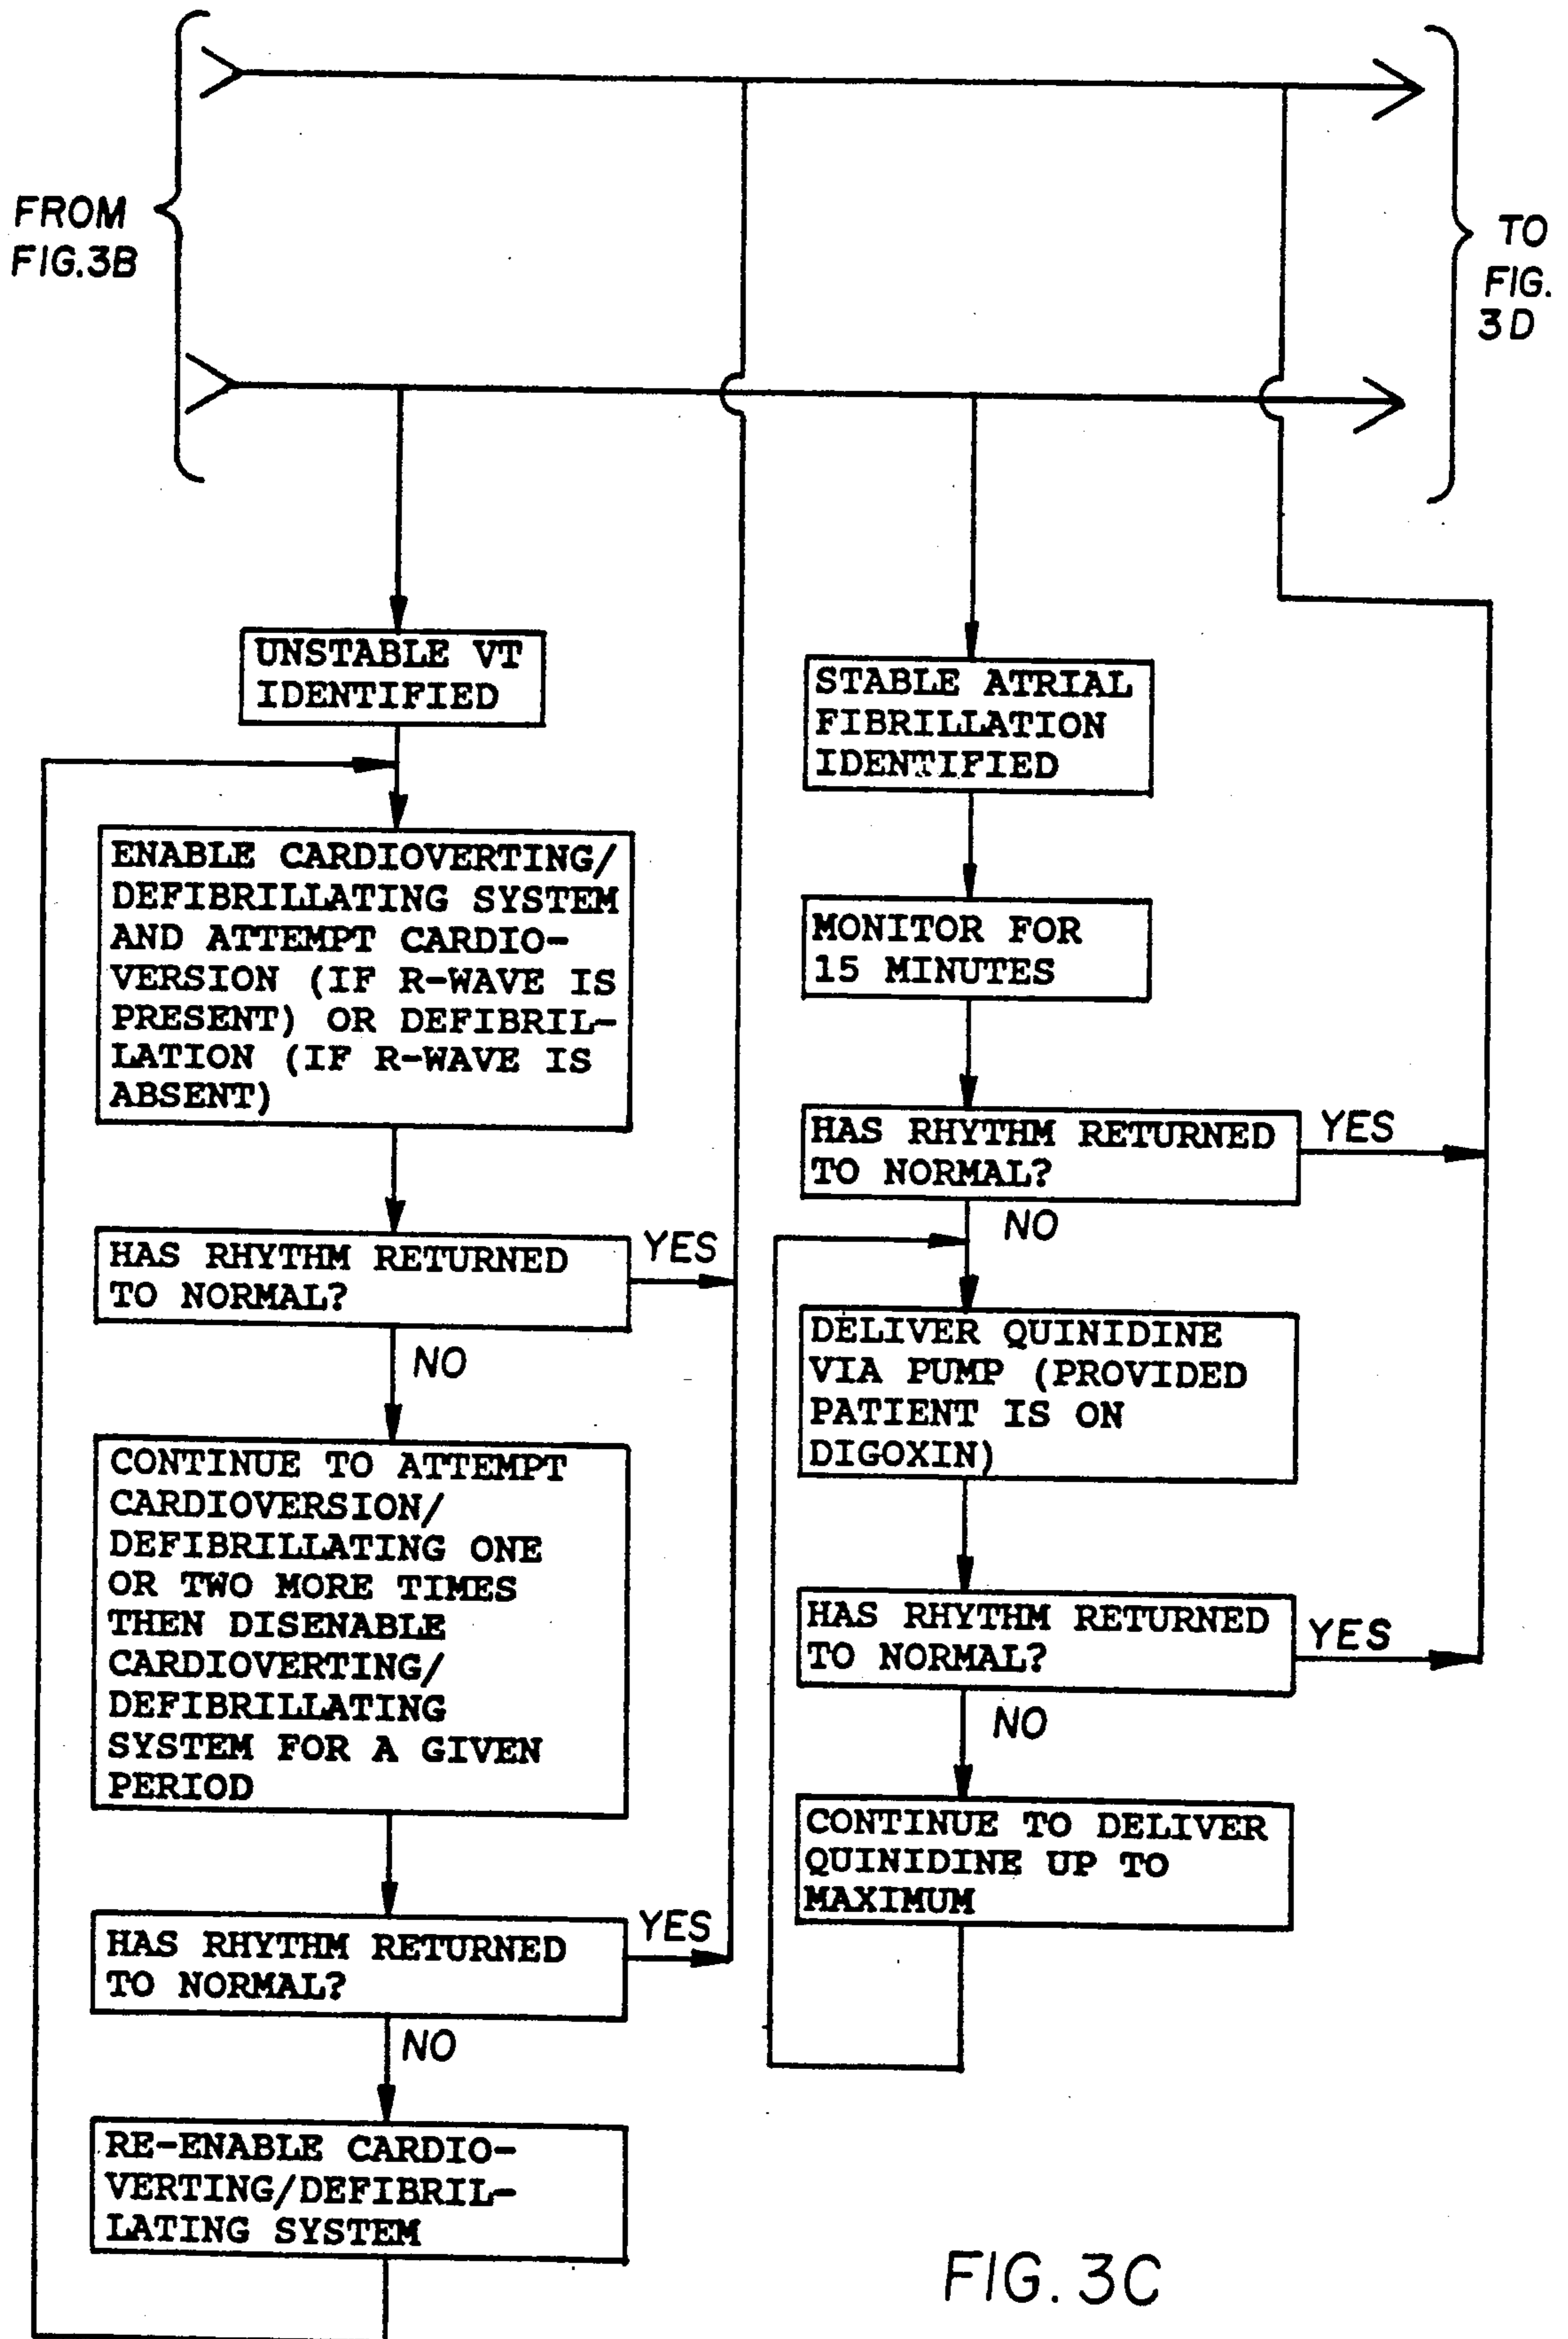 FROM
FIG.3B
TO
FIG.
3D
UNSTABLE VT
IDENTIFIED
ENABLE CARDIOVERTING/
DEFIBRILLATING SYSTEM
AND ATTEMPT CARDIO-
VERSION (IF R-WAVE IS
PRESENT) OR DEFIBRIL-
LATION (IF R-WAVE IS
ABSENT)
HAS RHYTHM RETURNED
TO NORMAL?
YES
NO
CONTINUE TO ATTEMPT
CARDIOVERSION/
DEFIBRILLATING ONE
OR TWO MORE TIMES
THEN DISENABLE
CARDIOVERTING/
DEFIBRILLATING
SYSTEM FOR A GIVEN
PERIOD
HAS RHYTHM RETURNED
TO NORMAL?
YES
NO
RE-ENABLE CARDIO-
VERTING/DEFIBRIL-
LATING SYSTEM
STABLE ATRIAL
FIBRILLATION
IDENTIFIED
MONITOR FOR
15 MINUTES
HAS RHYTHM RETURNED
TO NORMAL?
YES
NO
DELIVER QUINIDINE
VIA PUMP (PROVIDED
PATIENT IS ON
DIGOXIN)
HAS RHYTHM RETURNED
TO NORMAL?
YES
NO
CONTINUE TO DELIVER
QUINIDINE UP TO
MAXIMUM
FIG. 3C